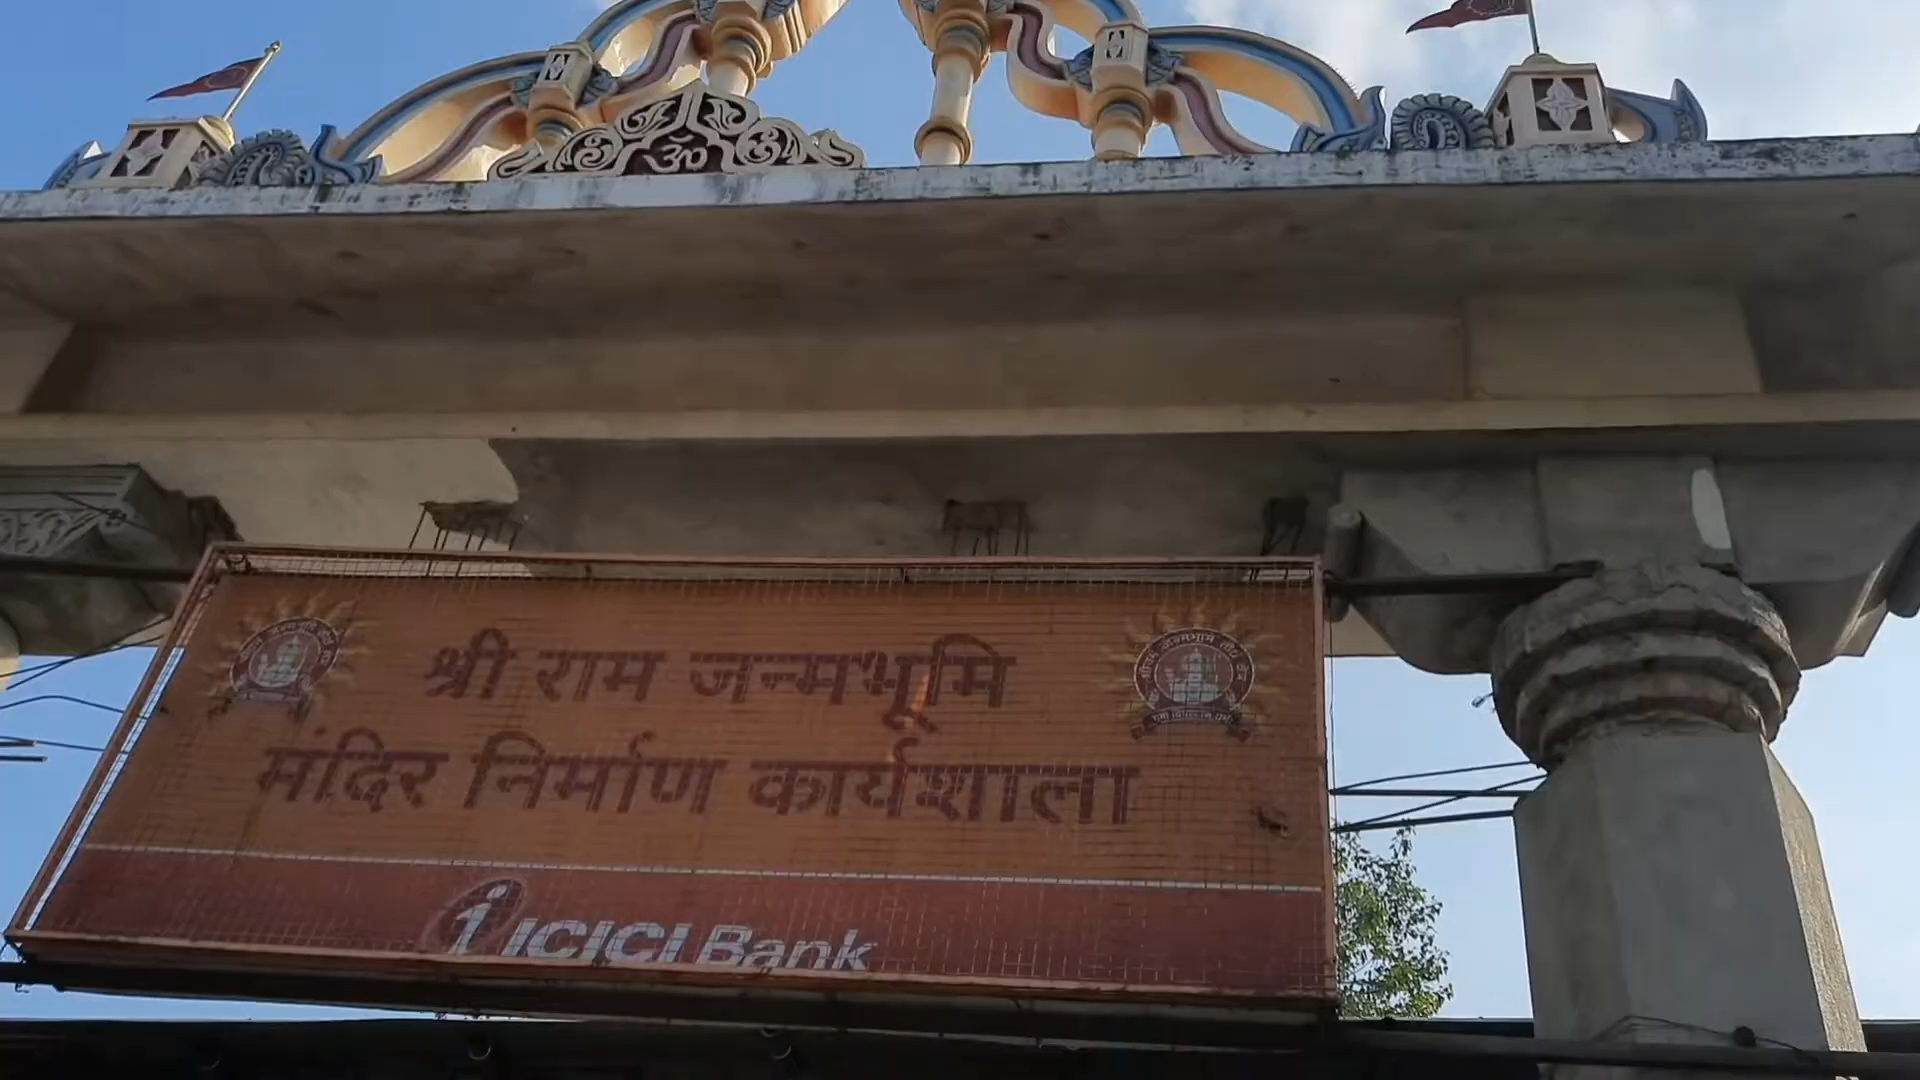 ॐ
श्री राम जन्मभूमि
मंदिर निर्माण कार्यशाला
ICICI Bank